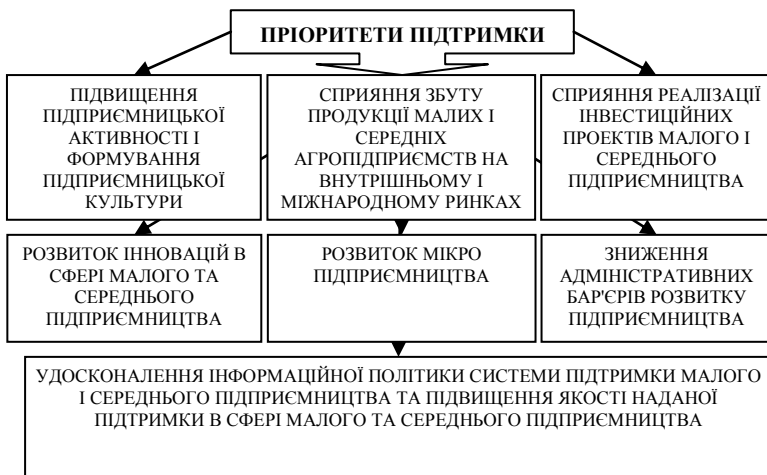 ПРІОРИТЕТИ ПІДТРИМКИ
ПІДВИЩЕННЯ
ПІДПРИЄМНИЦЬКОЇ
АКТИВНОСТІ І
ФОРМУВАННЯ
ПІДПРИЄМНИЦЬКОЇ
КУЛЬТУРИ
СПРИЯННЯ ЗБУТУ
ПРОДУКЦІЇ МАЛИХ І
СЕРЕДНІХ
АГРОПІДПРИЄМСТВ НА
ВНУТРІШНЬОМУ І
МІЖНАРОДНОМУ РИНКАХ
СПРИЯННЯ РЕАЛІЗАЦІЇ
ІНВЕСТИЦІЙНИХ
ПРОЕКТІВ МАЛОГО І
СЕРЕДНЬОГО
ПІДПРИЄМНИЦТВА
РОЗВИТОК ІННОВАЦІЙ В
СФЕРІ МАЛОГО ТА
СЕРЕДНЬОГО
ПІДПРИЄМНИЦТВА
РОЗВИТОК МІКРО
ПІДПРИЄМНИЦТВА
ЗНИЖЕННЯ
АДМІНІСТРАТИВНИХ
БАР'ЄРІВ РОЗВИТКУ
ПІДПРИЄМНИЦТВА
УДОСКОНАЛЕННЯ ІНФОРМАЦІЙНОЇ ПОЛІТИКИ СИСТЕМИ ПІДТРИМКИ МАЛОГО
І СЕРЕДНЬОГО ПІДПРИЄМНИЦТВА ТА ПІДВИЩЕННЯ ЯКОСТІ НАДАНОЇ
ПІДТРИМКИ В СФЕРІ МАЛОГО ТА СЕРЕДНЬОГО ПІДПРИЄМНИЦТВА